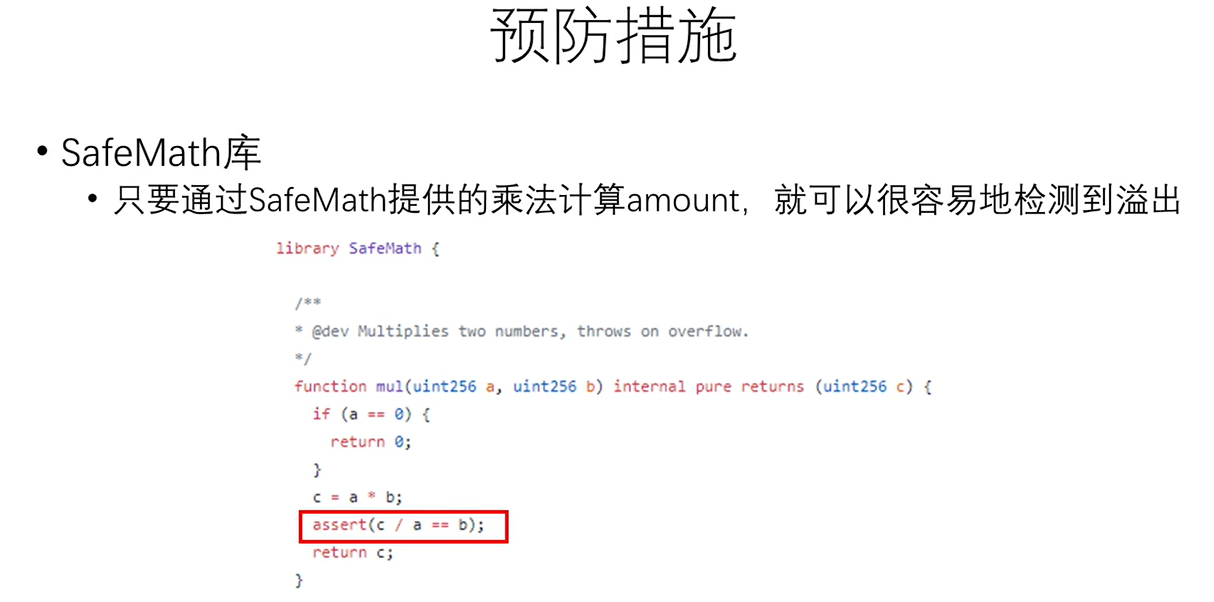 预防措施
• SafeMath库
• 只要通过SafeMath提供的乘法计算amount，就可以很容易地检测到溢出
library SafeMath {
/**
* @dev Multiplies two numbers, throws on overflow.
*/
function mul(uint256 a, uint256 b) internal pure returns (uint256 c) {
if (a == 0) {
return 0;
}
c = a * b;
assert(c / a == b);
return c;
}